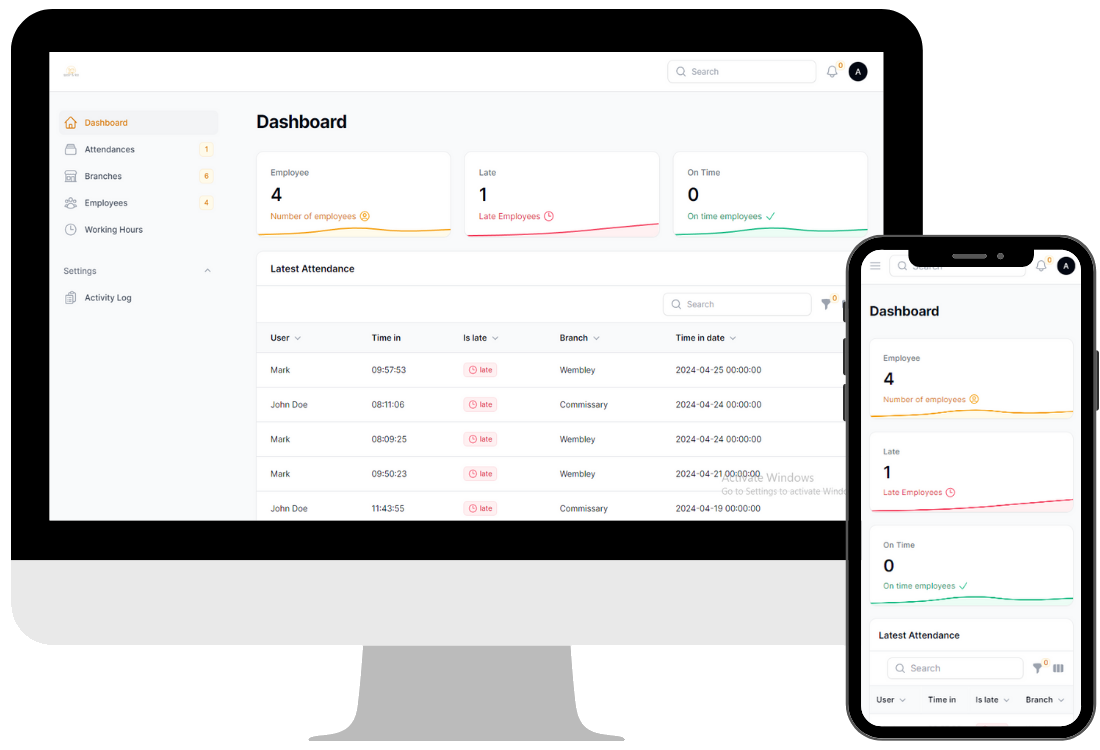 Search
0
A
Dashboard
Attendances 1
Branches 6
Employees 4
Working Hours
Settings
Activity Log
Dashboard
Employee
4
Number of employees
Late
1
Late Employees
On Time
0
On time employees
Latest Attendance
Search
0
User Time in Is late Branch Time in date
Mark 09:57:53 late Wembley 2024-04-25 00:00:00
John Doe 08:11:06 late Commissary 2024-04-24 00:00:00
Mark 08:09:25 late Wembley 2024-04-24 00:00:00
Mark 09:50:23 late Wembley 2024-04-21 00:00:00
Activate Windows
Go to Settings to activate
John Doe 11:43:55 late Commissary 2024-04-19 00:00:00
Search
0
A
Dashboard
Employee
4
Number of employees
Late
1
Late Employees
On Time
0
On time employees
Latest Attendance
Search
0
User Time in Is late Branch